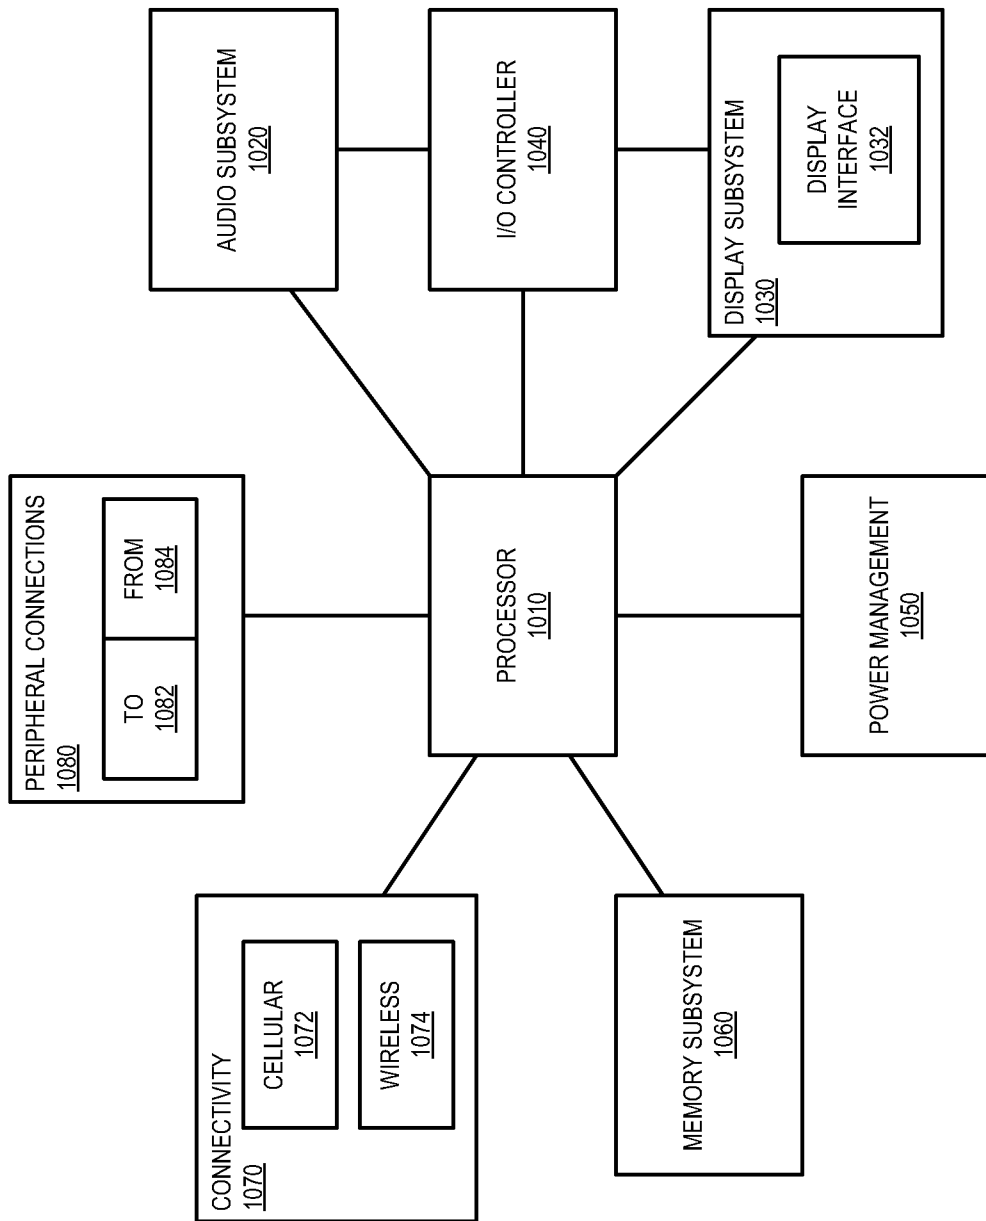 CONNECTIVITY
1070
CELLULAR
1072
WIRELESS
1074
PERIPHERAL CONNECTIONS
1080
TO
1082
FROM
1084
AUDIO SUBSYSTEM
1020
PROCESSOR
1010
I/O CONTROLLER
1040
MEMORY SUBSYSTEM
1060
POWER MANAGEMENT
1050
DISPLAY SUBSYSTEM
1030
DISPLAY
INTERFACE
1032